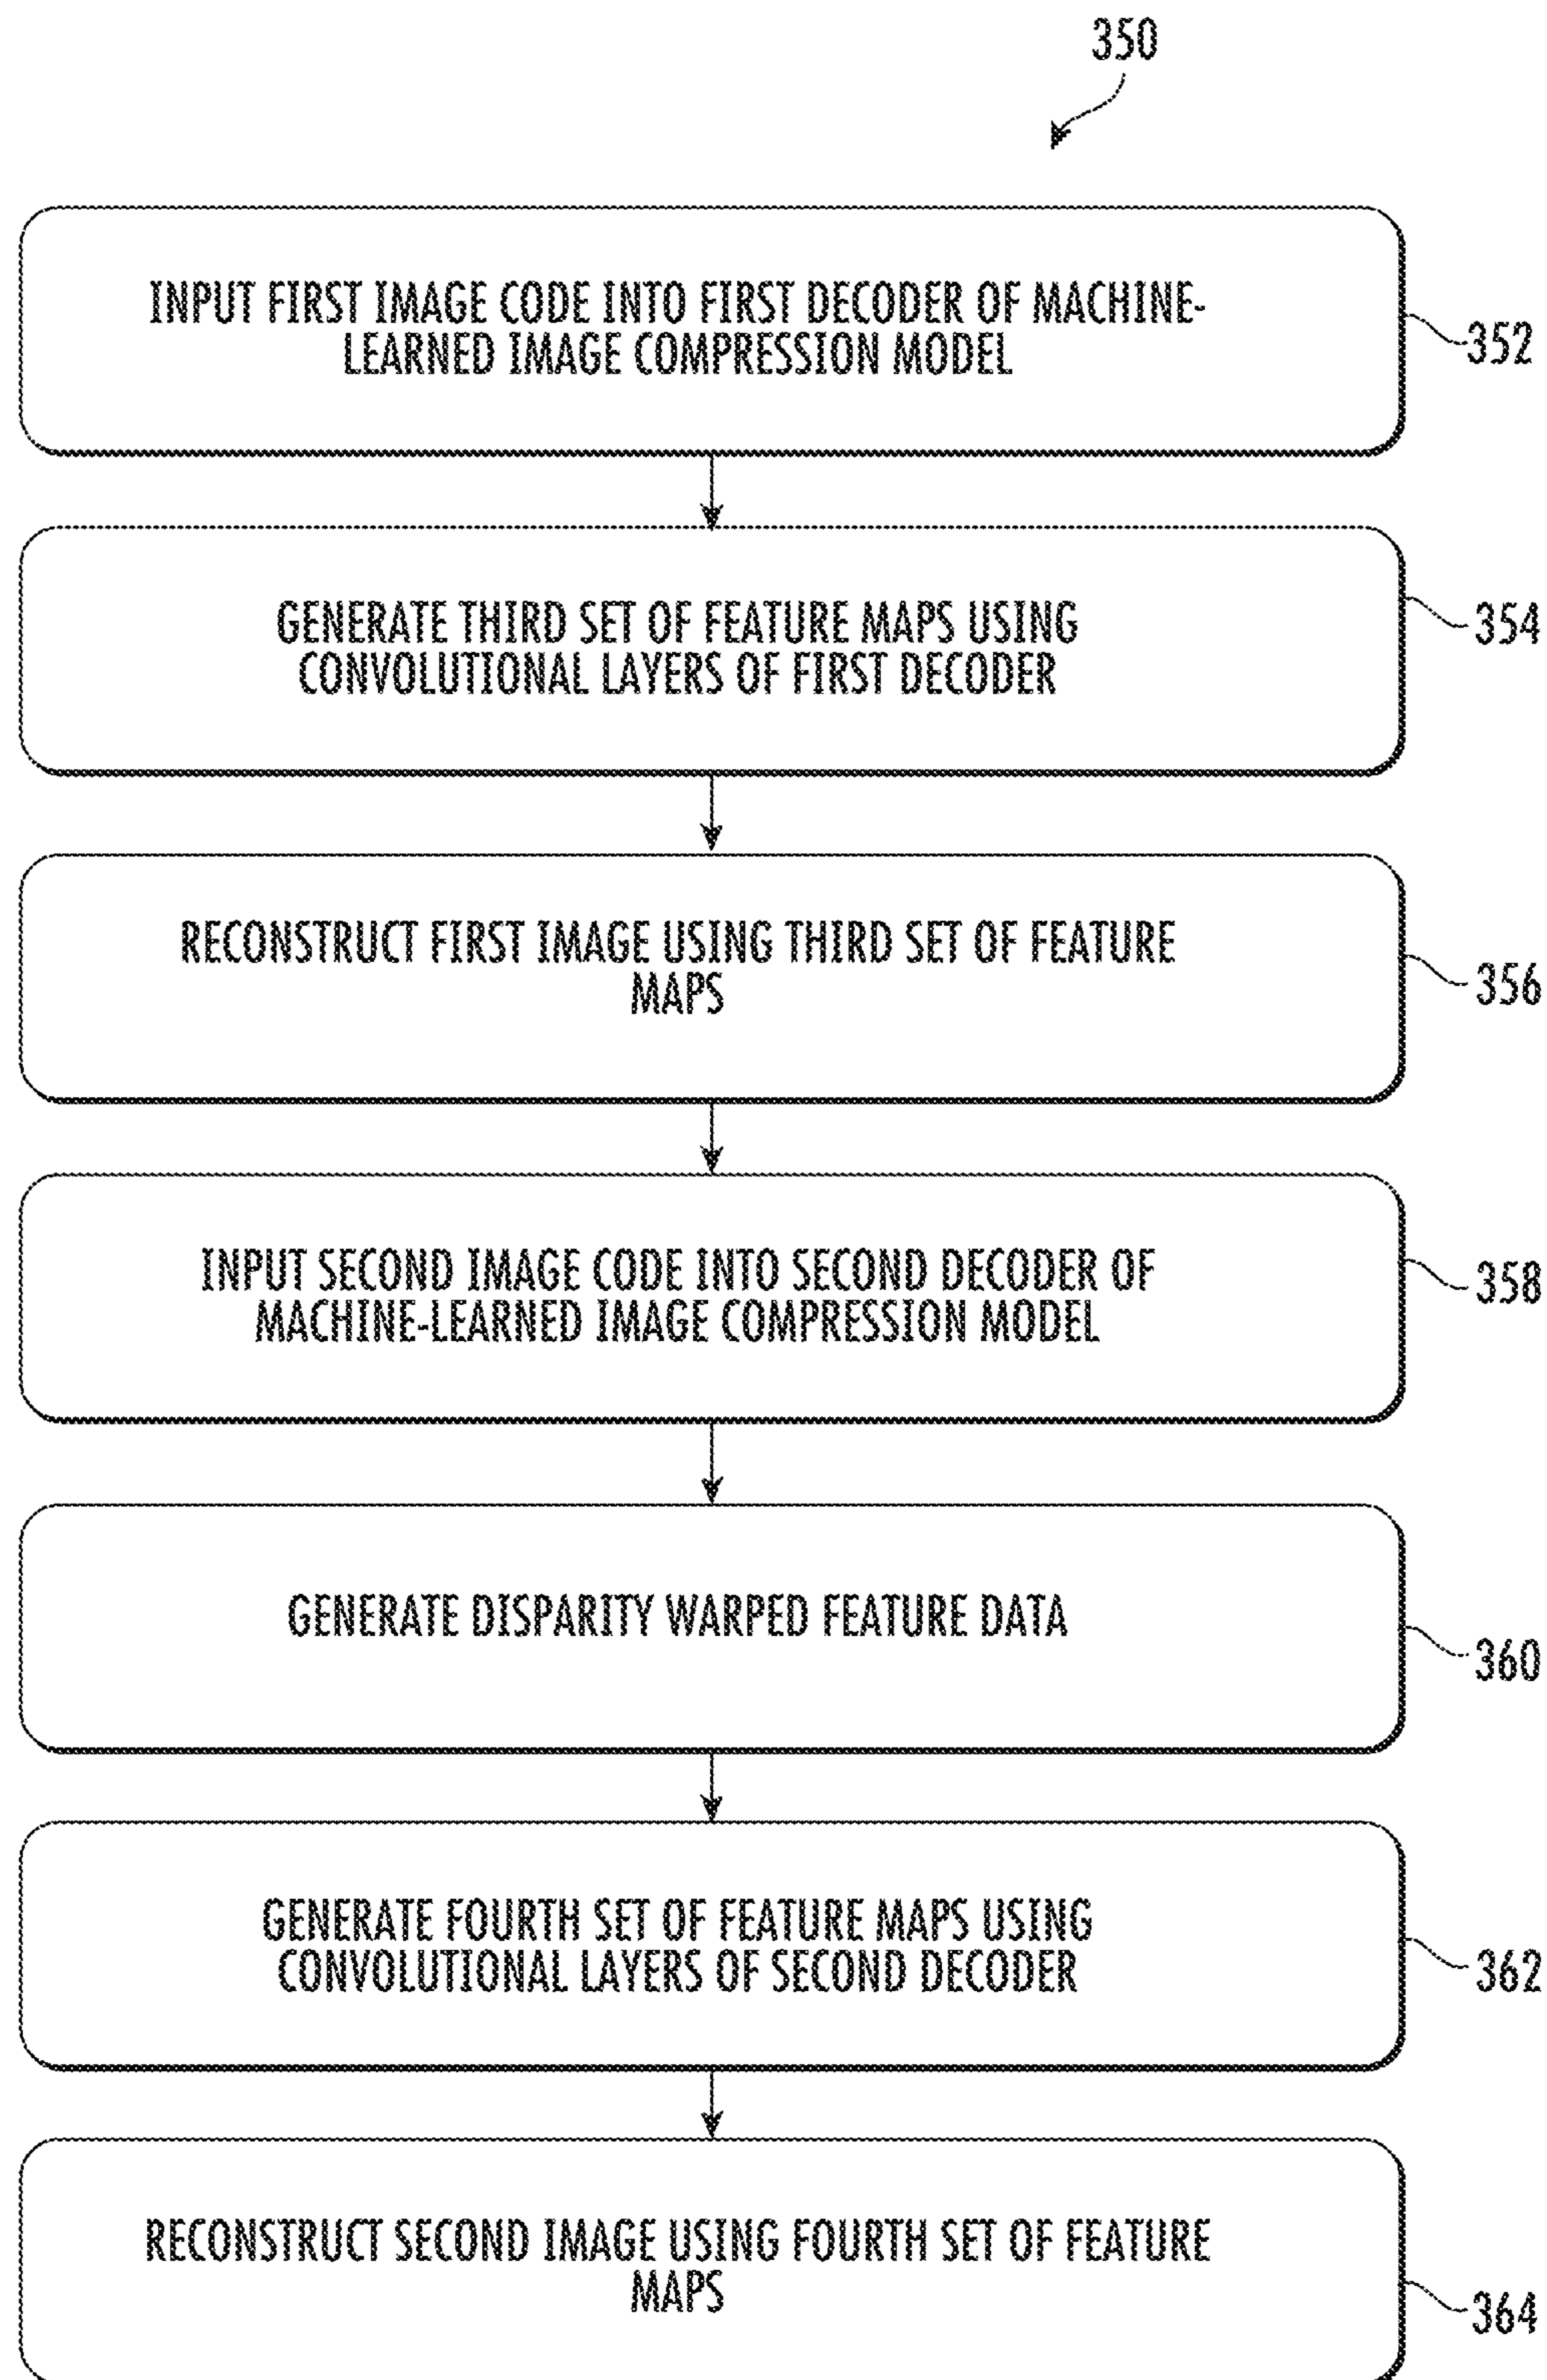 350
INPUT FIRST IMAGE CODE INTO FIRST DECODER OF MACHINE-
LEARNED IMAGE COMPRESSION MODEL
352
GENERATE THIRD SET OF FEATURE MAPS USING
CONVOLUTIONAL LAYERS OF FIRST DECODER
354
RECONSTRUCT FIRST IMAGE USING THIRD SET OF FEATURE
MAPS
356
INPUT SECOND IMAGE CODE INTO SECOND DECODER OF
MACHINE-LEARNED IMAGE COMPRESSION MODEL
358
GENERATE DISPARITY WARPED FEATURE DATA
360
GENERATE FOURTH SET OF FEATURE MAPS USING
CONVOLUTIONAL LAYERS OF SECOND DECODER
362
RECONSTRUCT SECOND IMAGE USING FOURTH SET OF FEATURE
MAPS
364